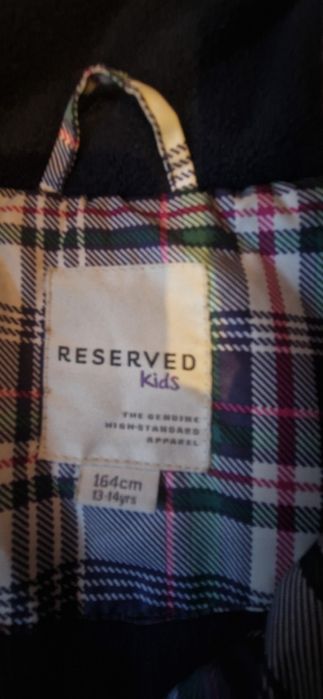 RESERVED
Kids
THE GENUINE
HIGH-STANDARD
APPAREL
164cm
13-14yrs